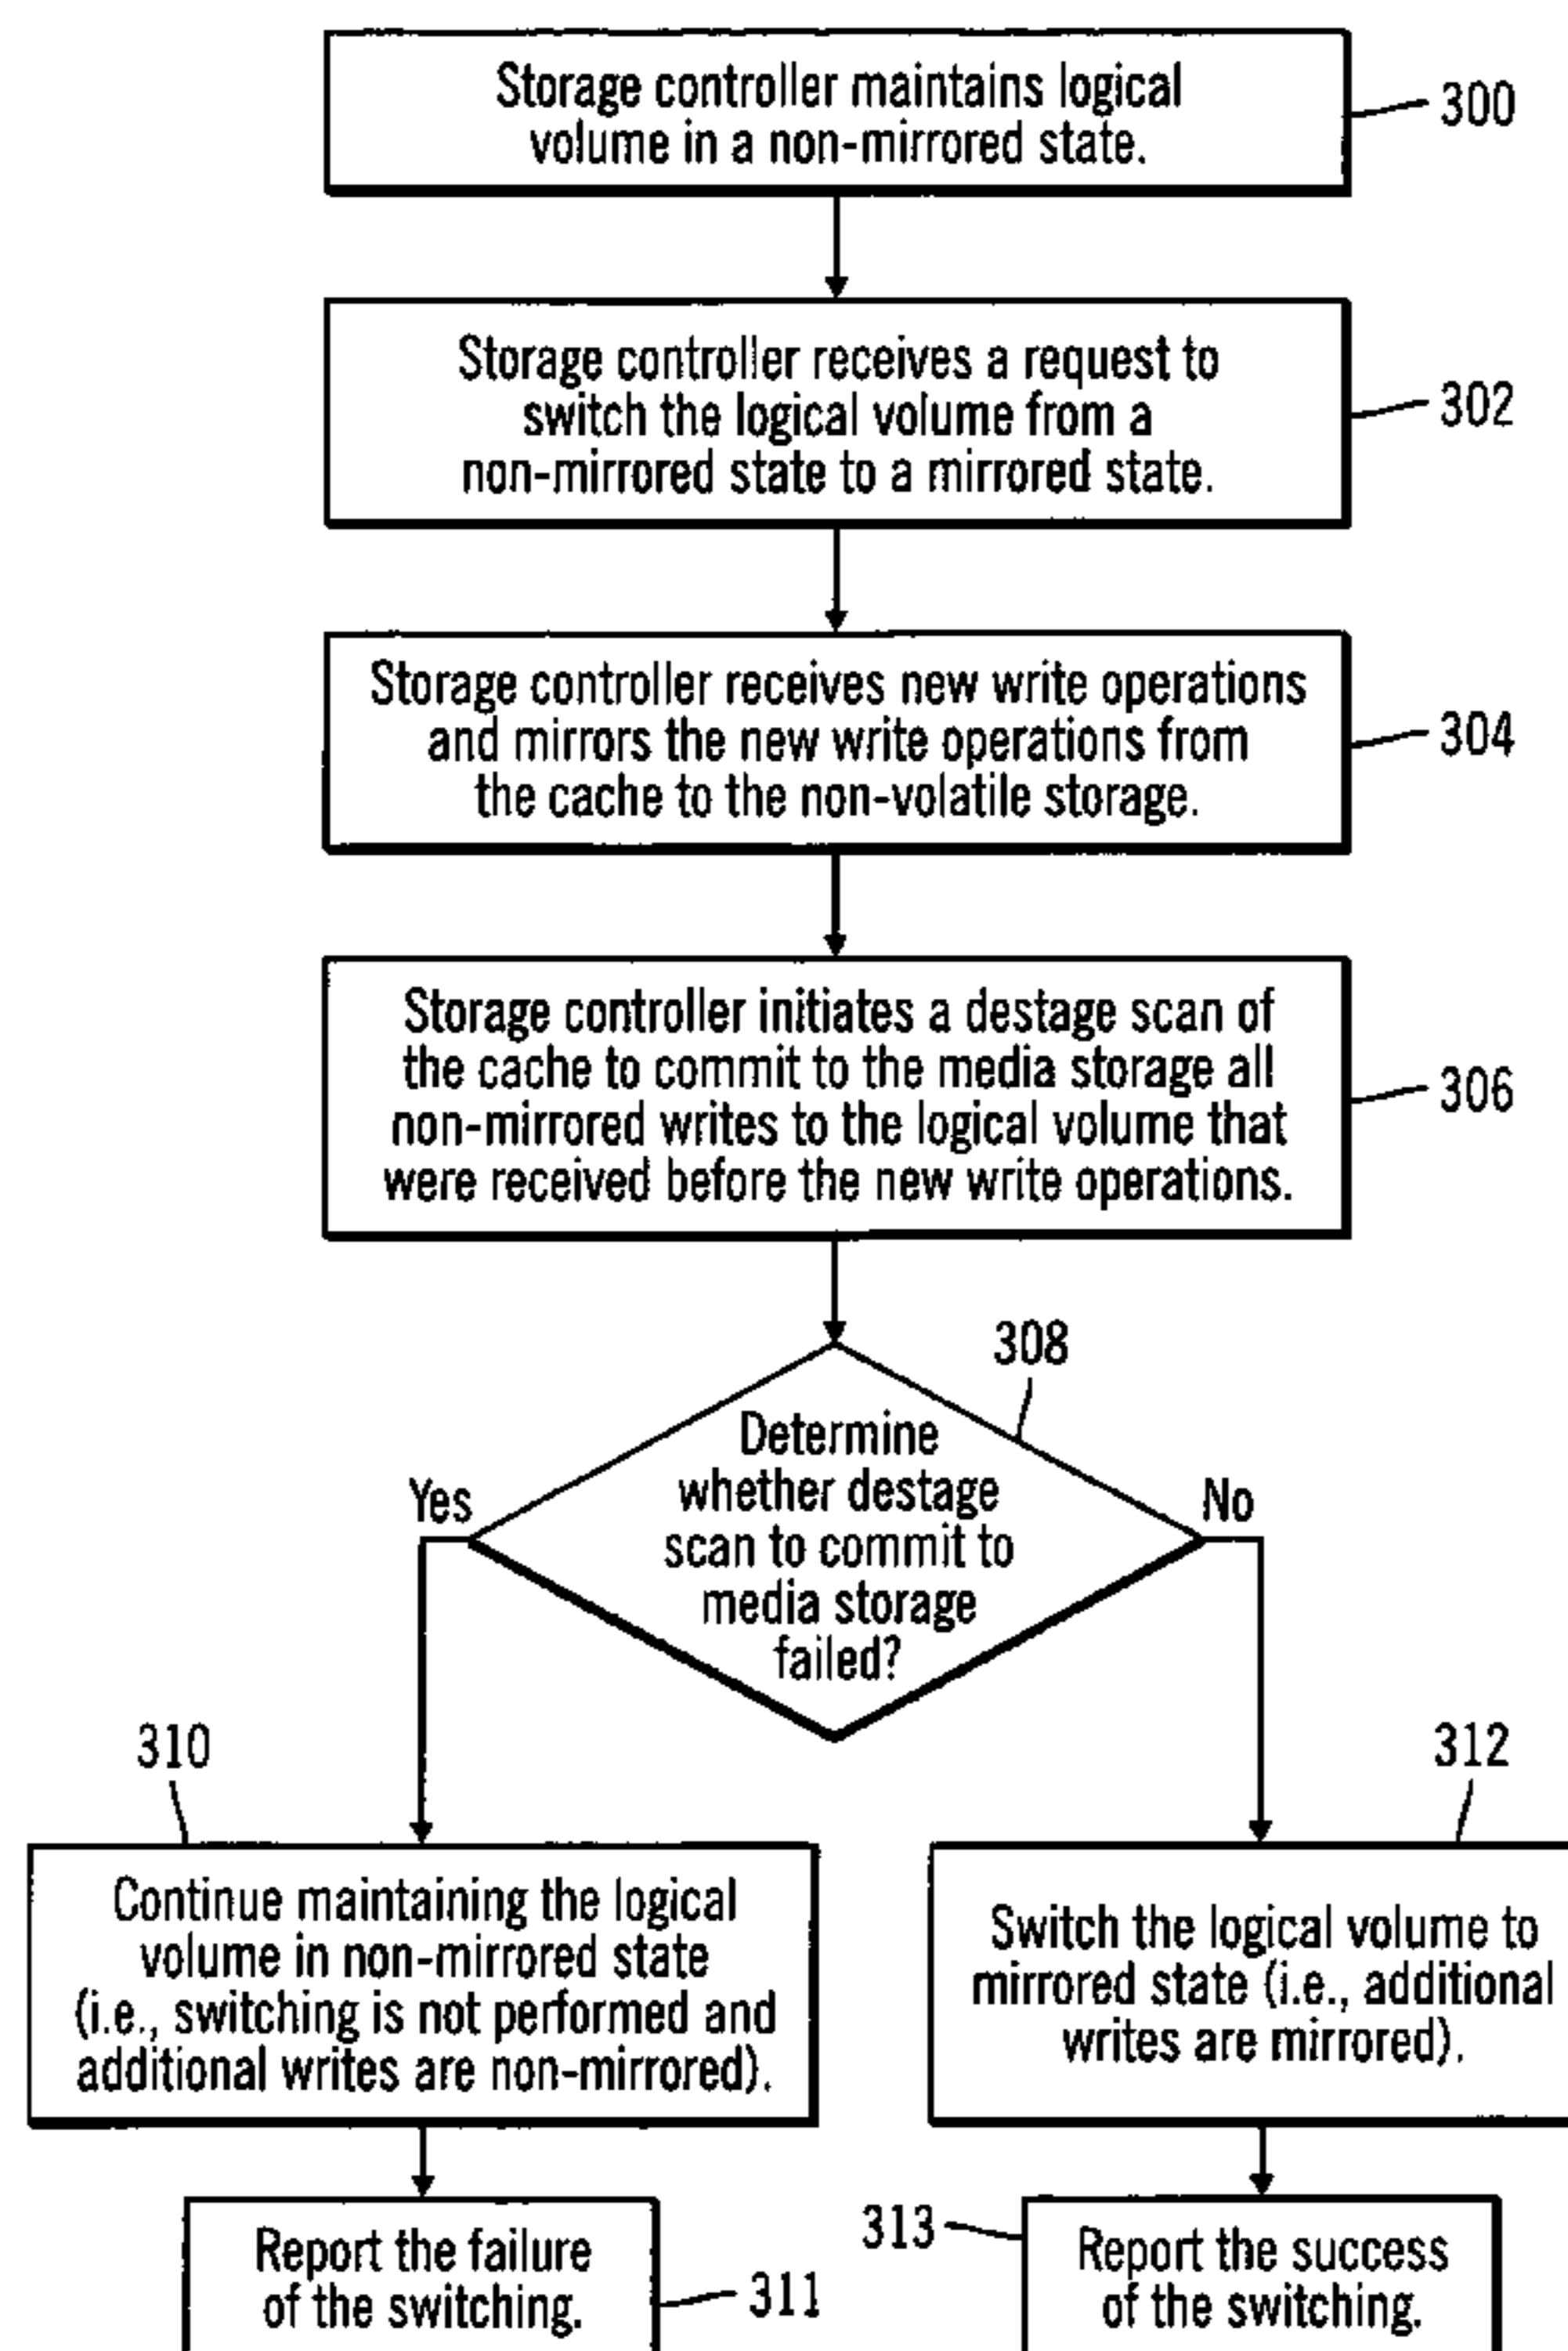 Storage controller maintains logical
volume in a non-mirrored state.
300
Storage controller receives a request to
switch the logical volume from a
non-mirrored state to a mirrored state.
302
Storage controller receives new write operations
and mirrors the new write operations from
the cache to the non-volatile storage.
304
Storage controller initiates a destage scan of
the cache to commit to the media storage all
non-mirrored writes to the logical volume that
were received before the new write operations.
306
308
Determine
whether destage
scan to commit to
media storage
failed?
Yes
No
310
Continue maintaining the logical
volume in non-mirrored state
(i.e., switching is not performed and
additional writes are non-mirrored).
312
Switch the logical volume to
mirrored state (i.e., additional
writes are mirrored).
Report the failure
of the switching.
311
313
Report the success
of the switching.